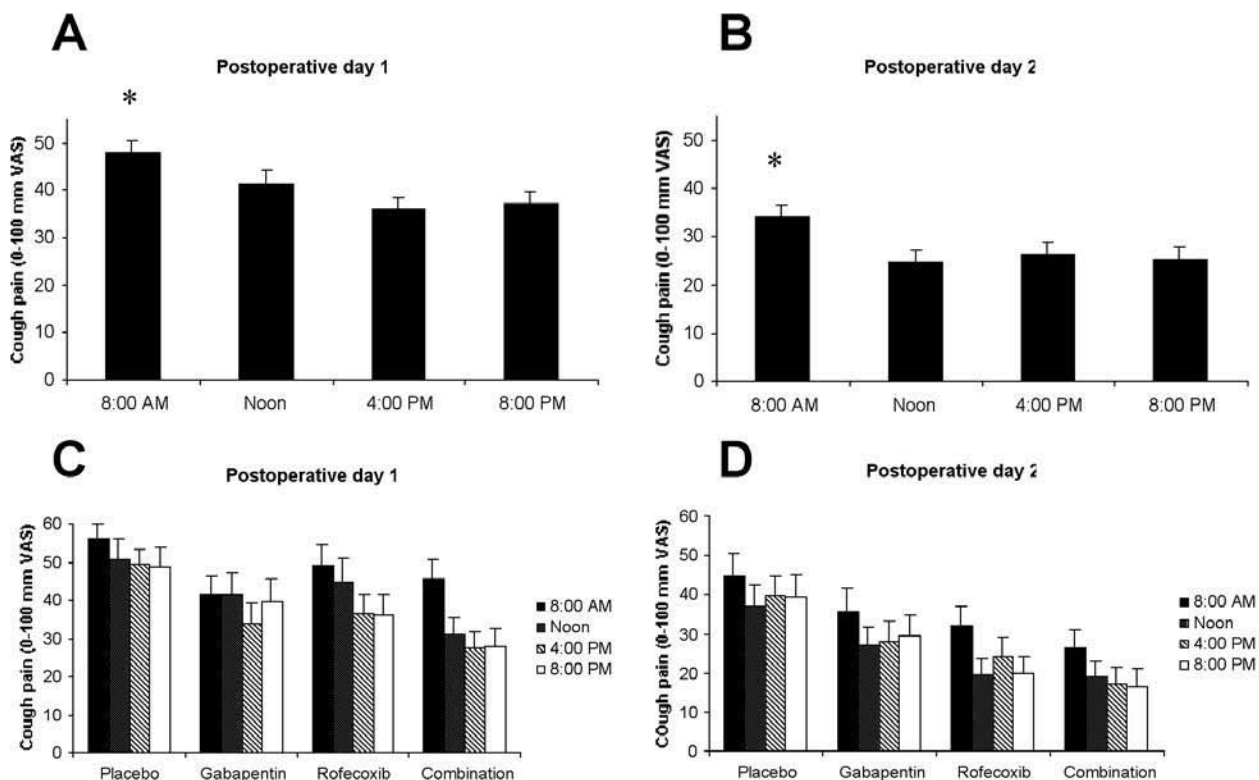 A
Postoperative day 1
*
Cough pain (0-100 mm VAS)
50
40
30
20
10
0
8:00 AM Noon 4:00 PM 8:00 PM
B
Postoperative day 2
*
Cough pain (0-100 mm VAS)
50
40
30
20
10
0
8:00 AM Noon 4:00 PM 8:00 PM
C
Postoperative day 1
Cough pain (0-100 mm VAS)
60
50
40
30
20
10
0
Placebo Gabapentin Rofecoxib Combination
8:00 AM
Noon
4:00 PM
8:00 PM
D
Postoperative day 2
COugh pain (0-100 mm VAS)
60
50
40
30
20
10
0
Placebo Gabapentin Rofecoxib Combination
8:00 AM
Noon
4:00 PM
8:00 PM